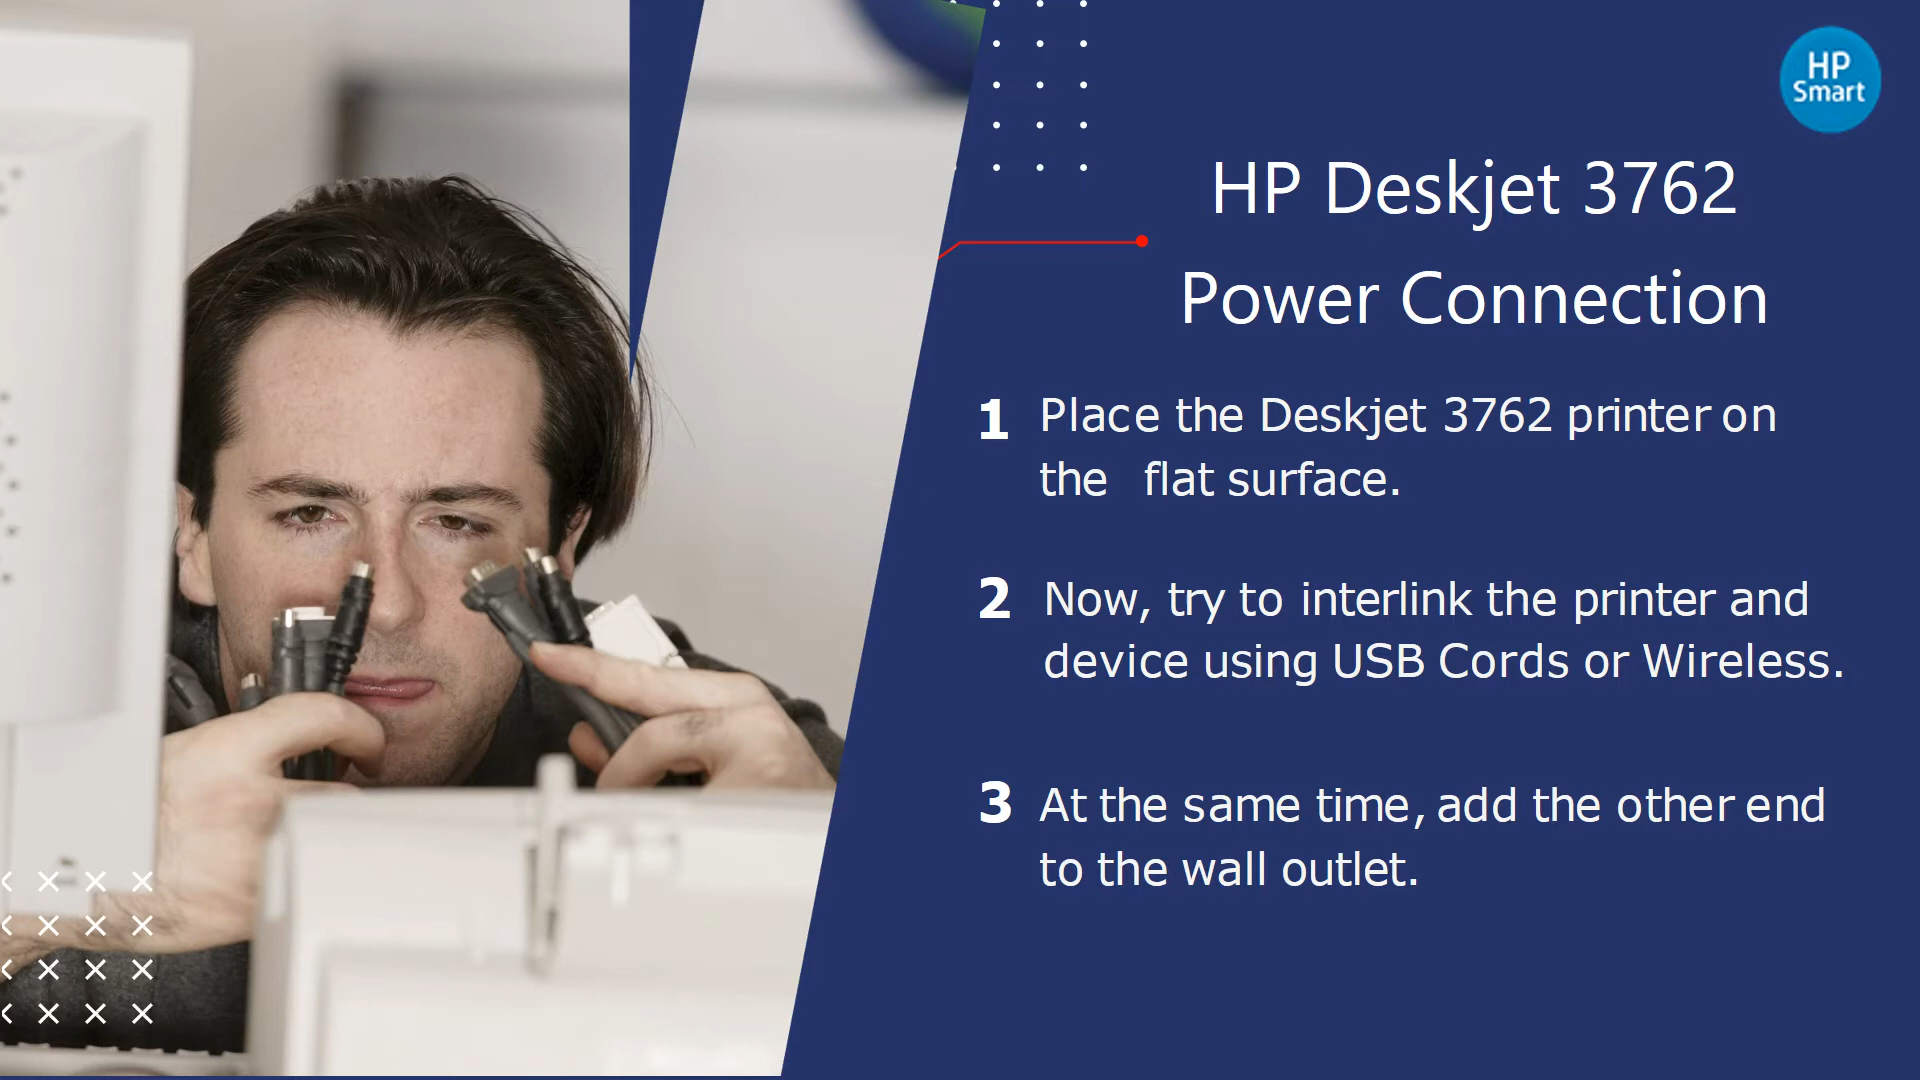 HP
Smart
HP Deskjet 3762
Power Connection
1 Place the Deskjet 3762 printer on
the flat surface.
2 Now, try to interlink the printer and
device using USB Cords or Wireless.
3 At the same time, add the other end
to the wall outlet.